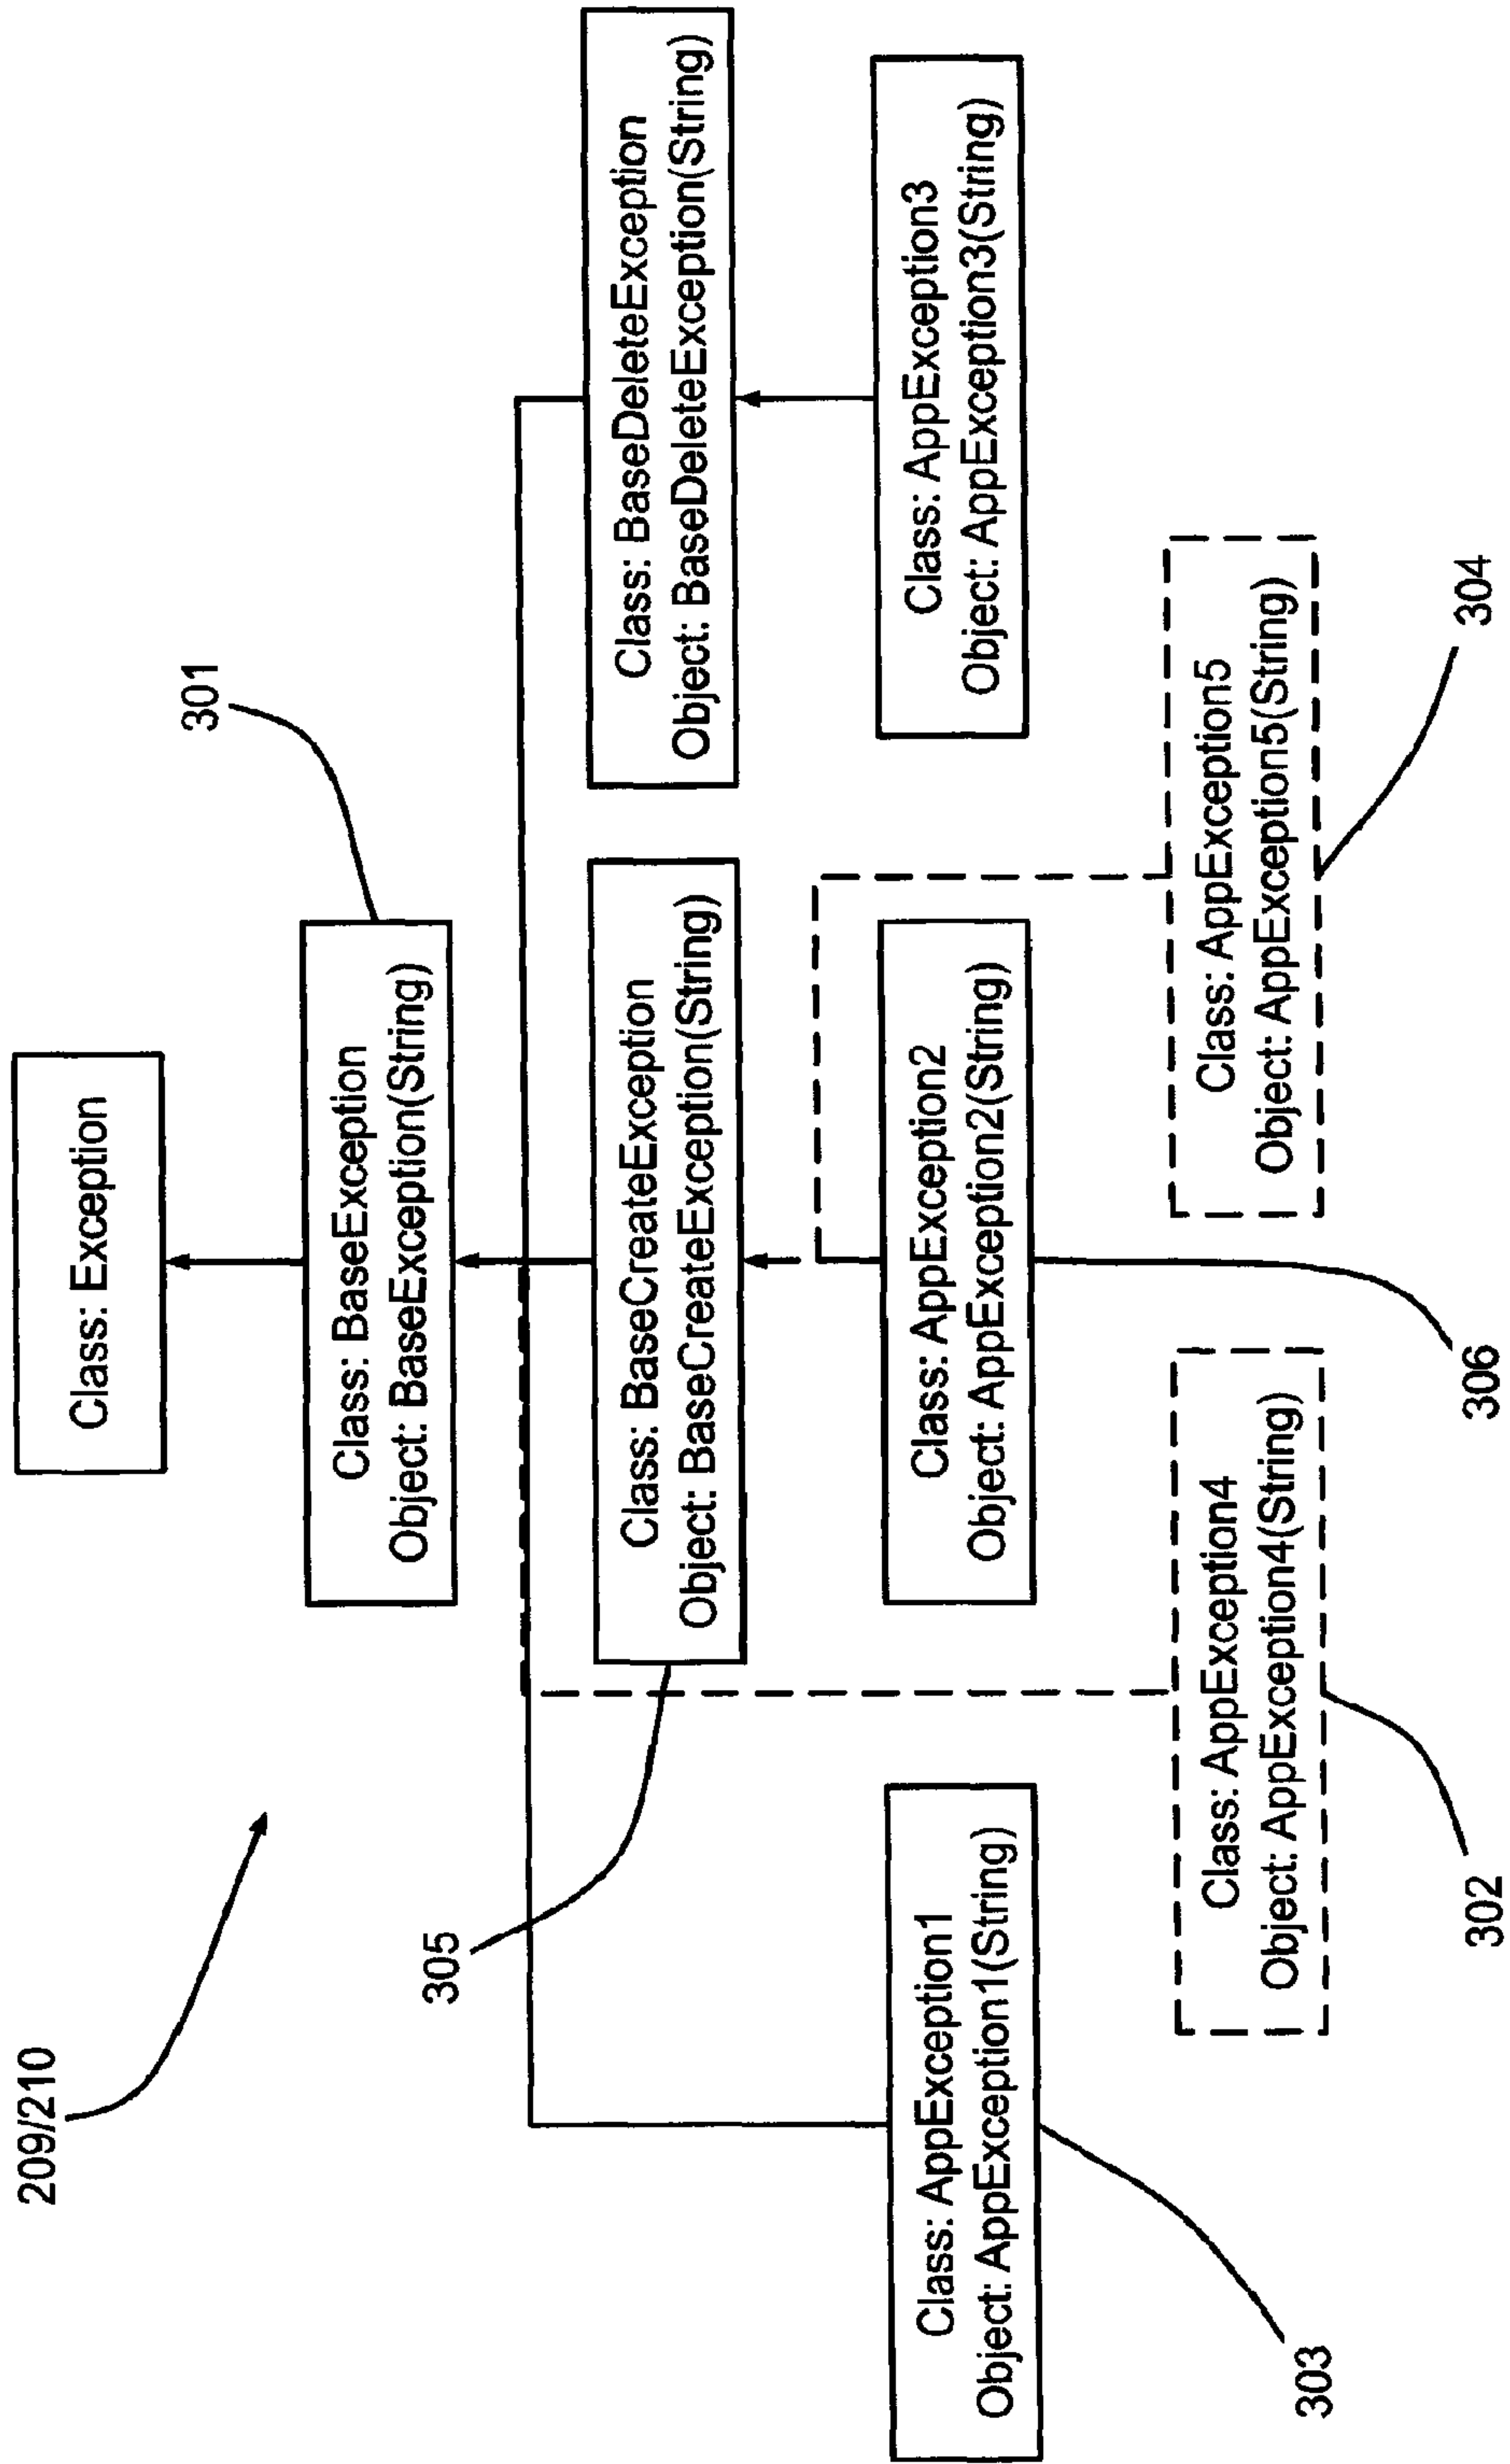 209/210
Class: Exception
301
Class: BaseException
Object: BaseException(String)
305
Class: BaseCreateException
Object: BaseCreateException(String)
Class: BaseDeleteException
Object: BaseDeleteException(String)
Class: AppException1
Object: AppException1(String)
Class: AppException2
Object: AppException2(String)
Class: AppException3
Object: AppException3(String)
303
Class: AppException4
Object: AppException4(String)
Class: AppException5
Object: AppException5(String)
302
306
304